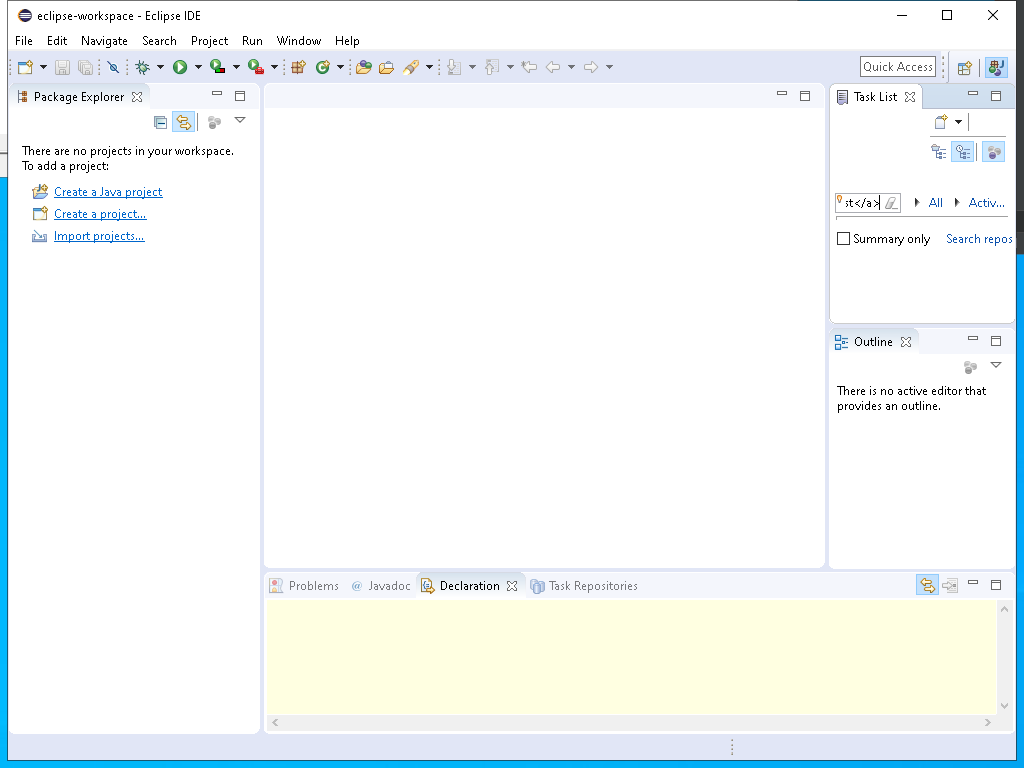 eclipse-workspace - Eclipse IDE
File Edit Navigate Search Project Run Window Help
Quick Access
Package Explorer
There are no projects in your workspace.
To add a project:
Create a Java project
Create a project...
Import projects...
Task List
st</a>
All
Activ...
Summary only
Search repos
Outline
There is no active editor that
provides an outline.
Problems
@ Javadoc
Declaration
Task Repositories